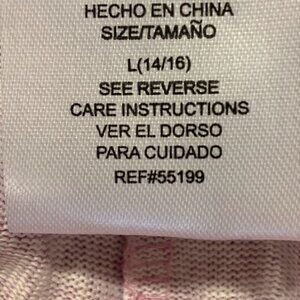 HECHO EN CHINA
SIZE/TAMAÑO
L(14/16)
SEE REVERSE
CARE INSTRUCTIONS
VER EL DORSO
PARA CUIDADO
REF#55199